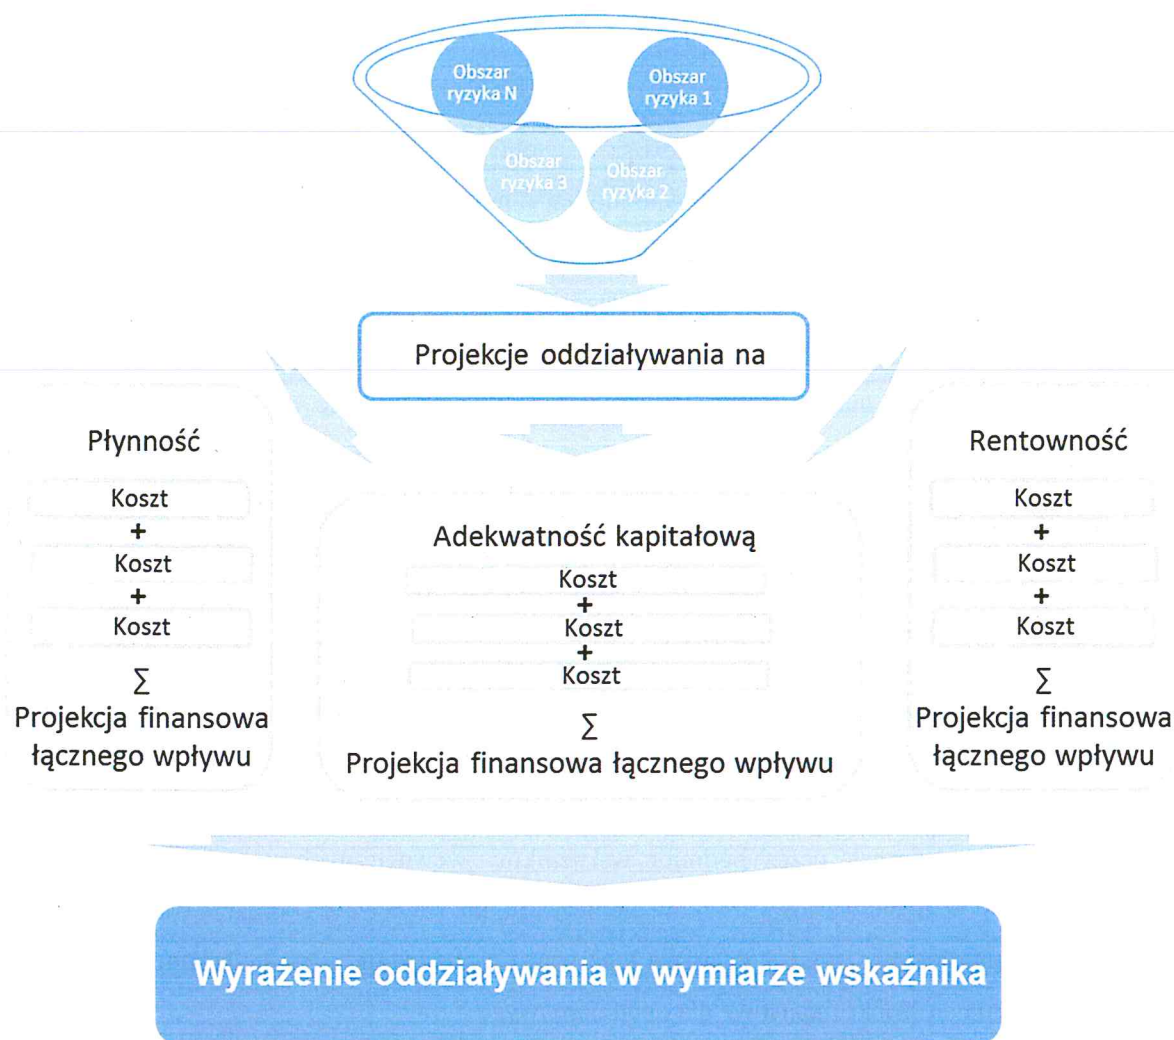 Obszar
ryzyka N
Obszar
ryzyka 1
Obszar
ryzyka 3
Obszar
ryzyka 2
Projekcje oddziaływania na
Płynność
Koszt
+
Koszt
+
Koszt
∑
Projekcja finansowa
łącznego wpływu
Adekwatność kapitałową
Koszt
+
Koszt
+
Koszt
∑
Projekcja finansowa łącznego wpływu
Rentowność
Koszt
+
Koszt
+
Koszt
∑
Projekcja finansowa
łącznego wpływu
Wyrażenie oddziaływania w wymiarze wskaźnika